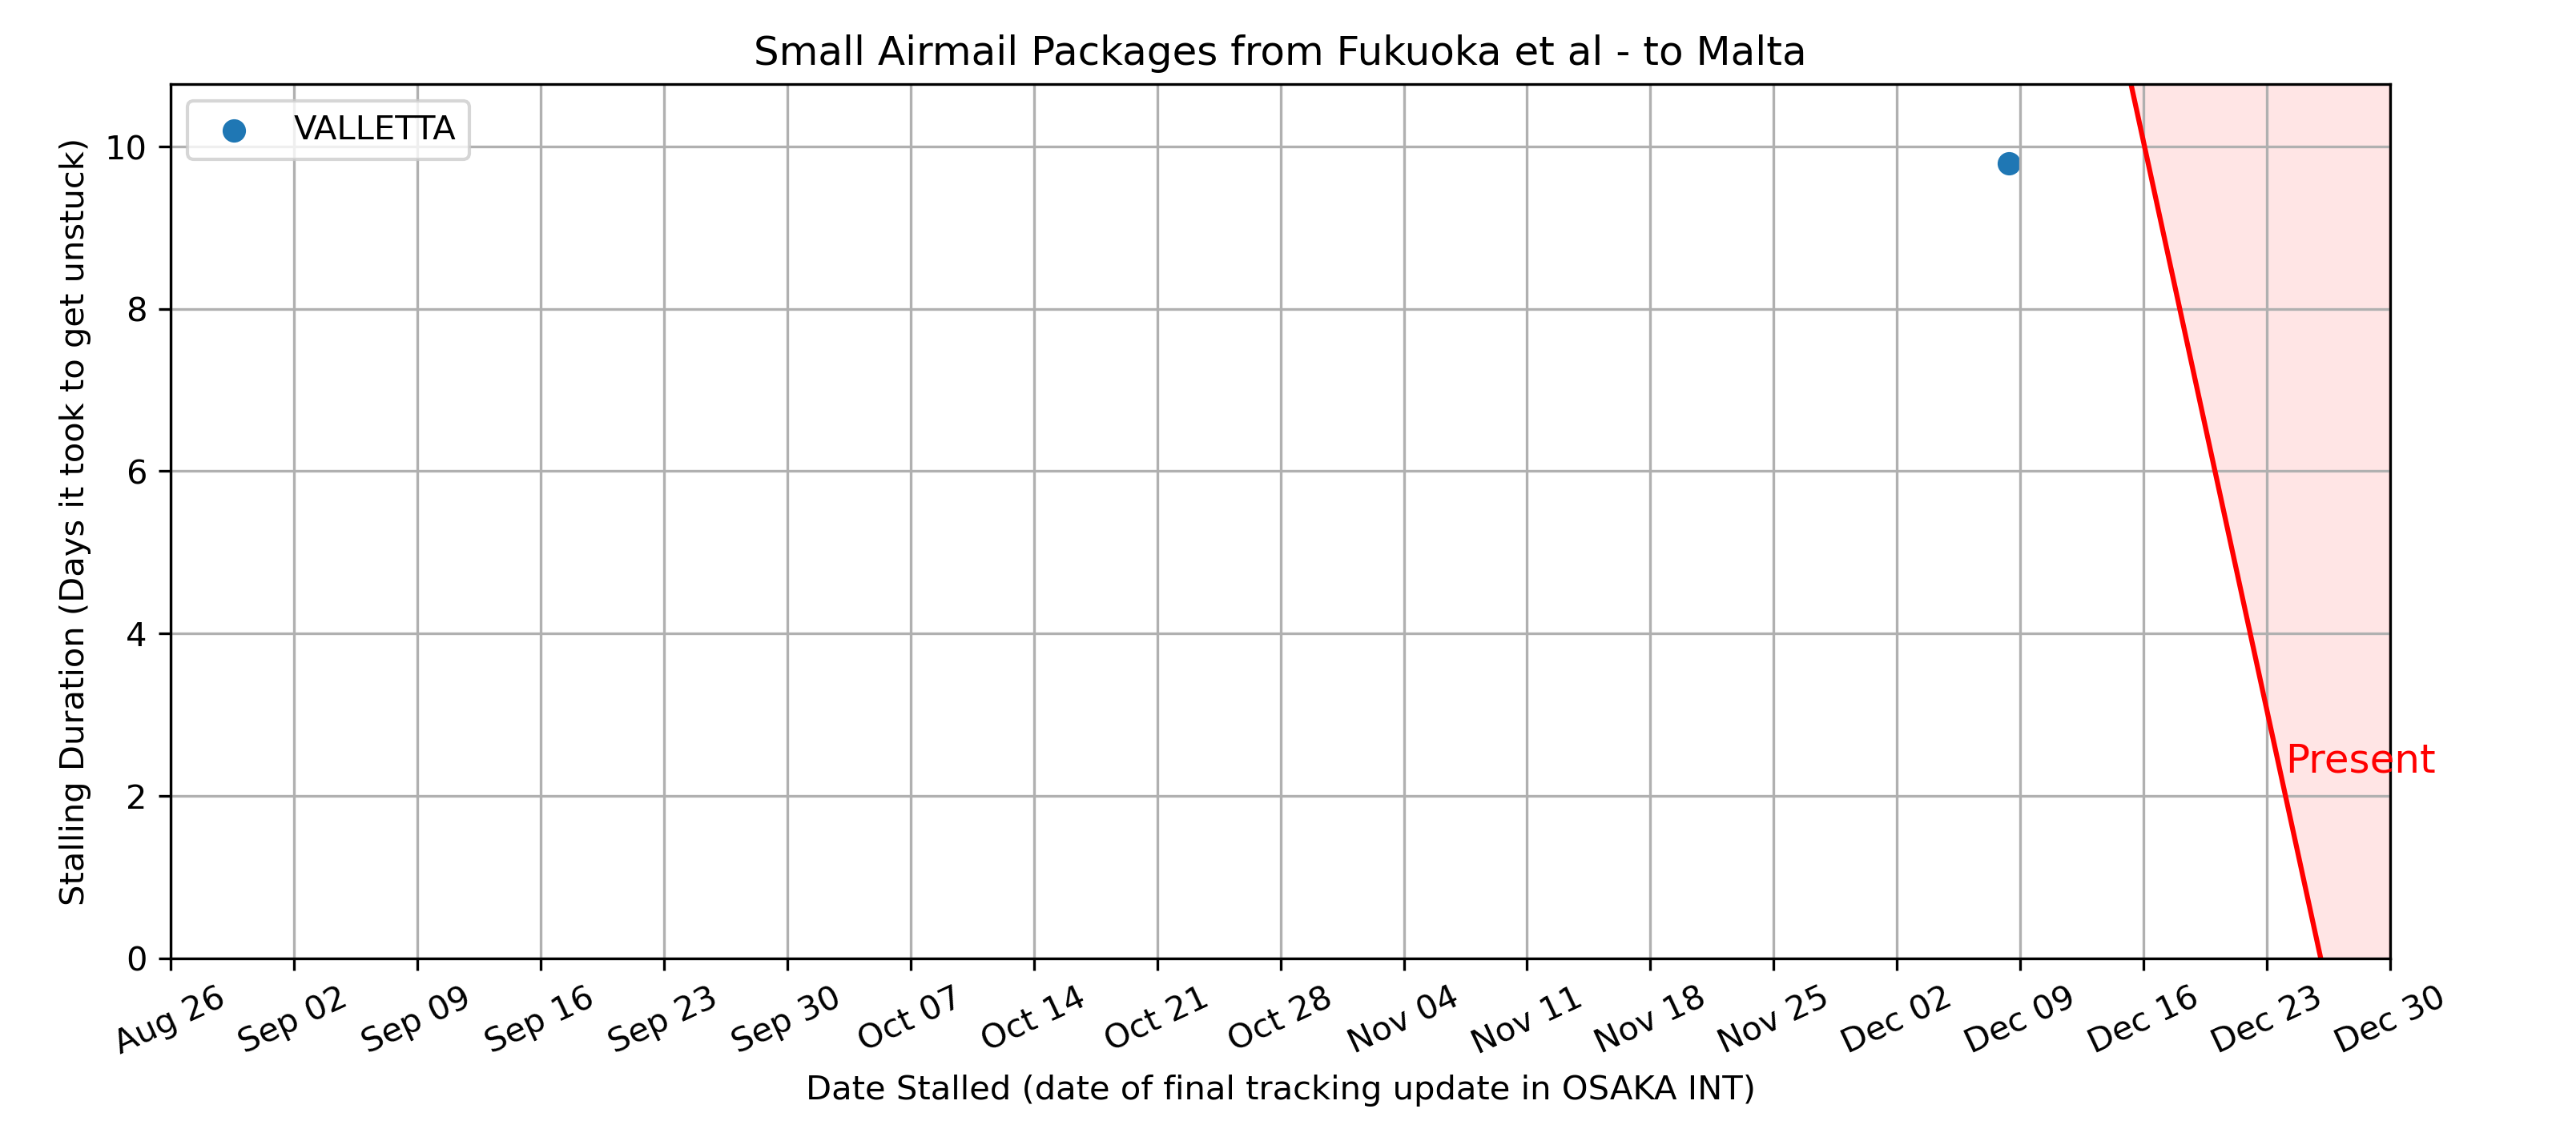 Small Airmail Packages from Fukuoka et al - to Malta
VALLETTA
Stalling Duration (Days it took to get unstuck)
10
8
6
4
2
0
Present
Aug 26
Sep 02
Sep 09
Sep 16
Sep 23
Sep 30
Oct 07
Oct 14
Oct 21
Oct 28
Nov 04
Nov 11
Nov 18
Nov 25
Dec 02
Dec 09
Dec 16
Dec 23
Dec 30
Date Stalled (date of final tracking update in OSAKA INT)